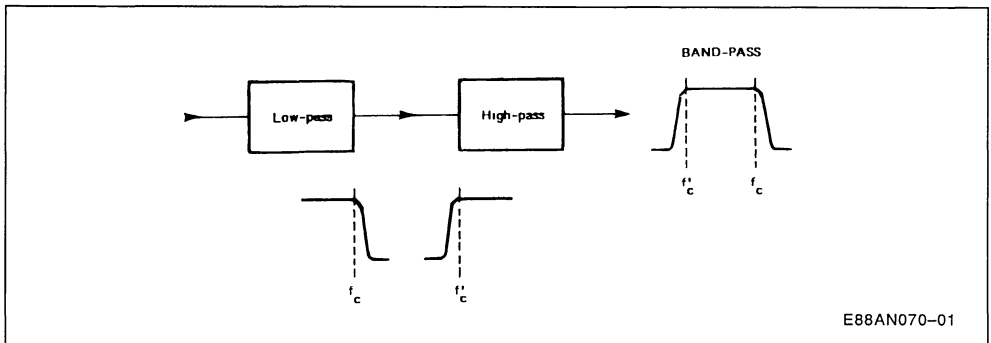 BAND-PASS
Low-pass
High-pass
f'c
fc
fc
f'c
E88AN070-01